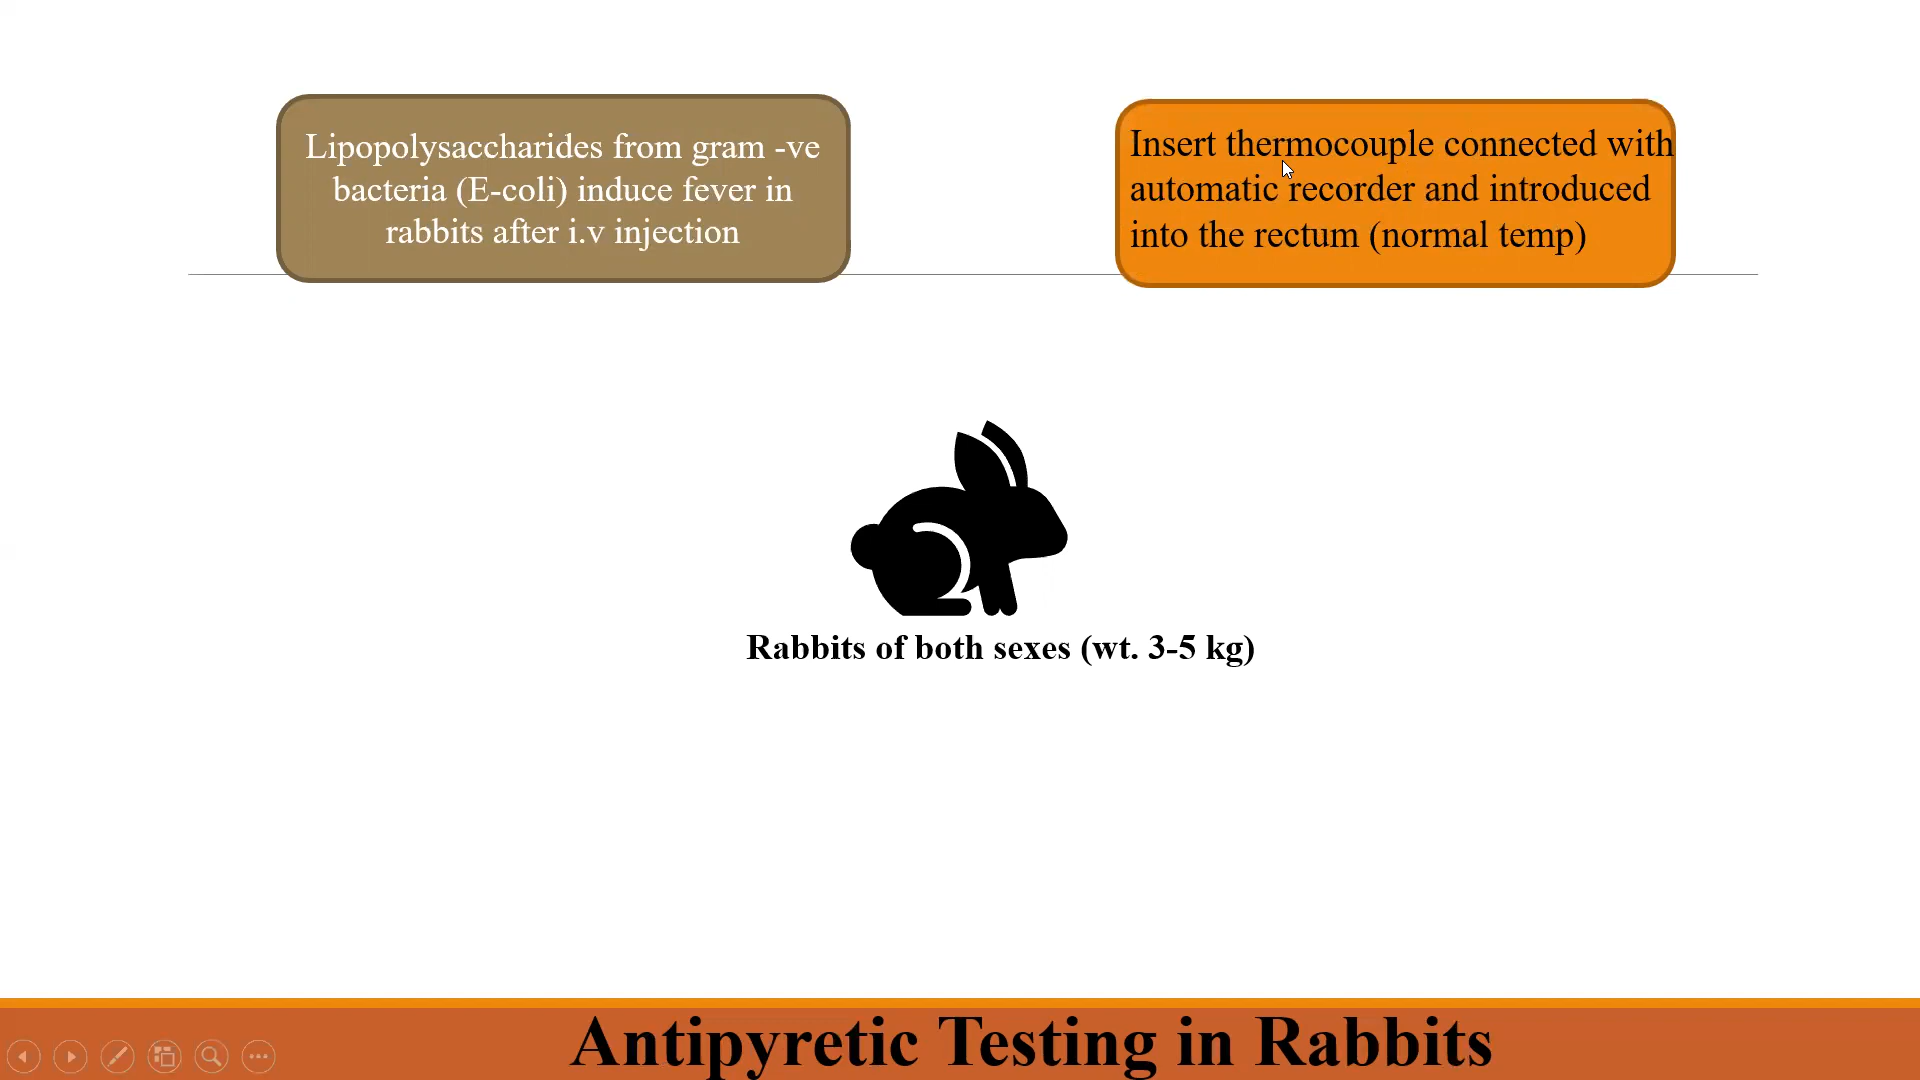 Lipopolysaccharides from gram -ve
bacteria (E-coli) induce fever in
rabbits after i.v injection
Insert thermocouple connected with
automatic recorder and introduced
into the rectum (normal temp)
Rabbits of both sexes (wt. 3-5 kg)
Antipyretic Testing in Rabbits